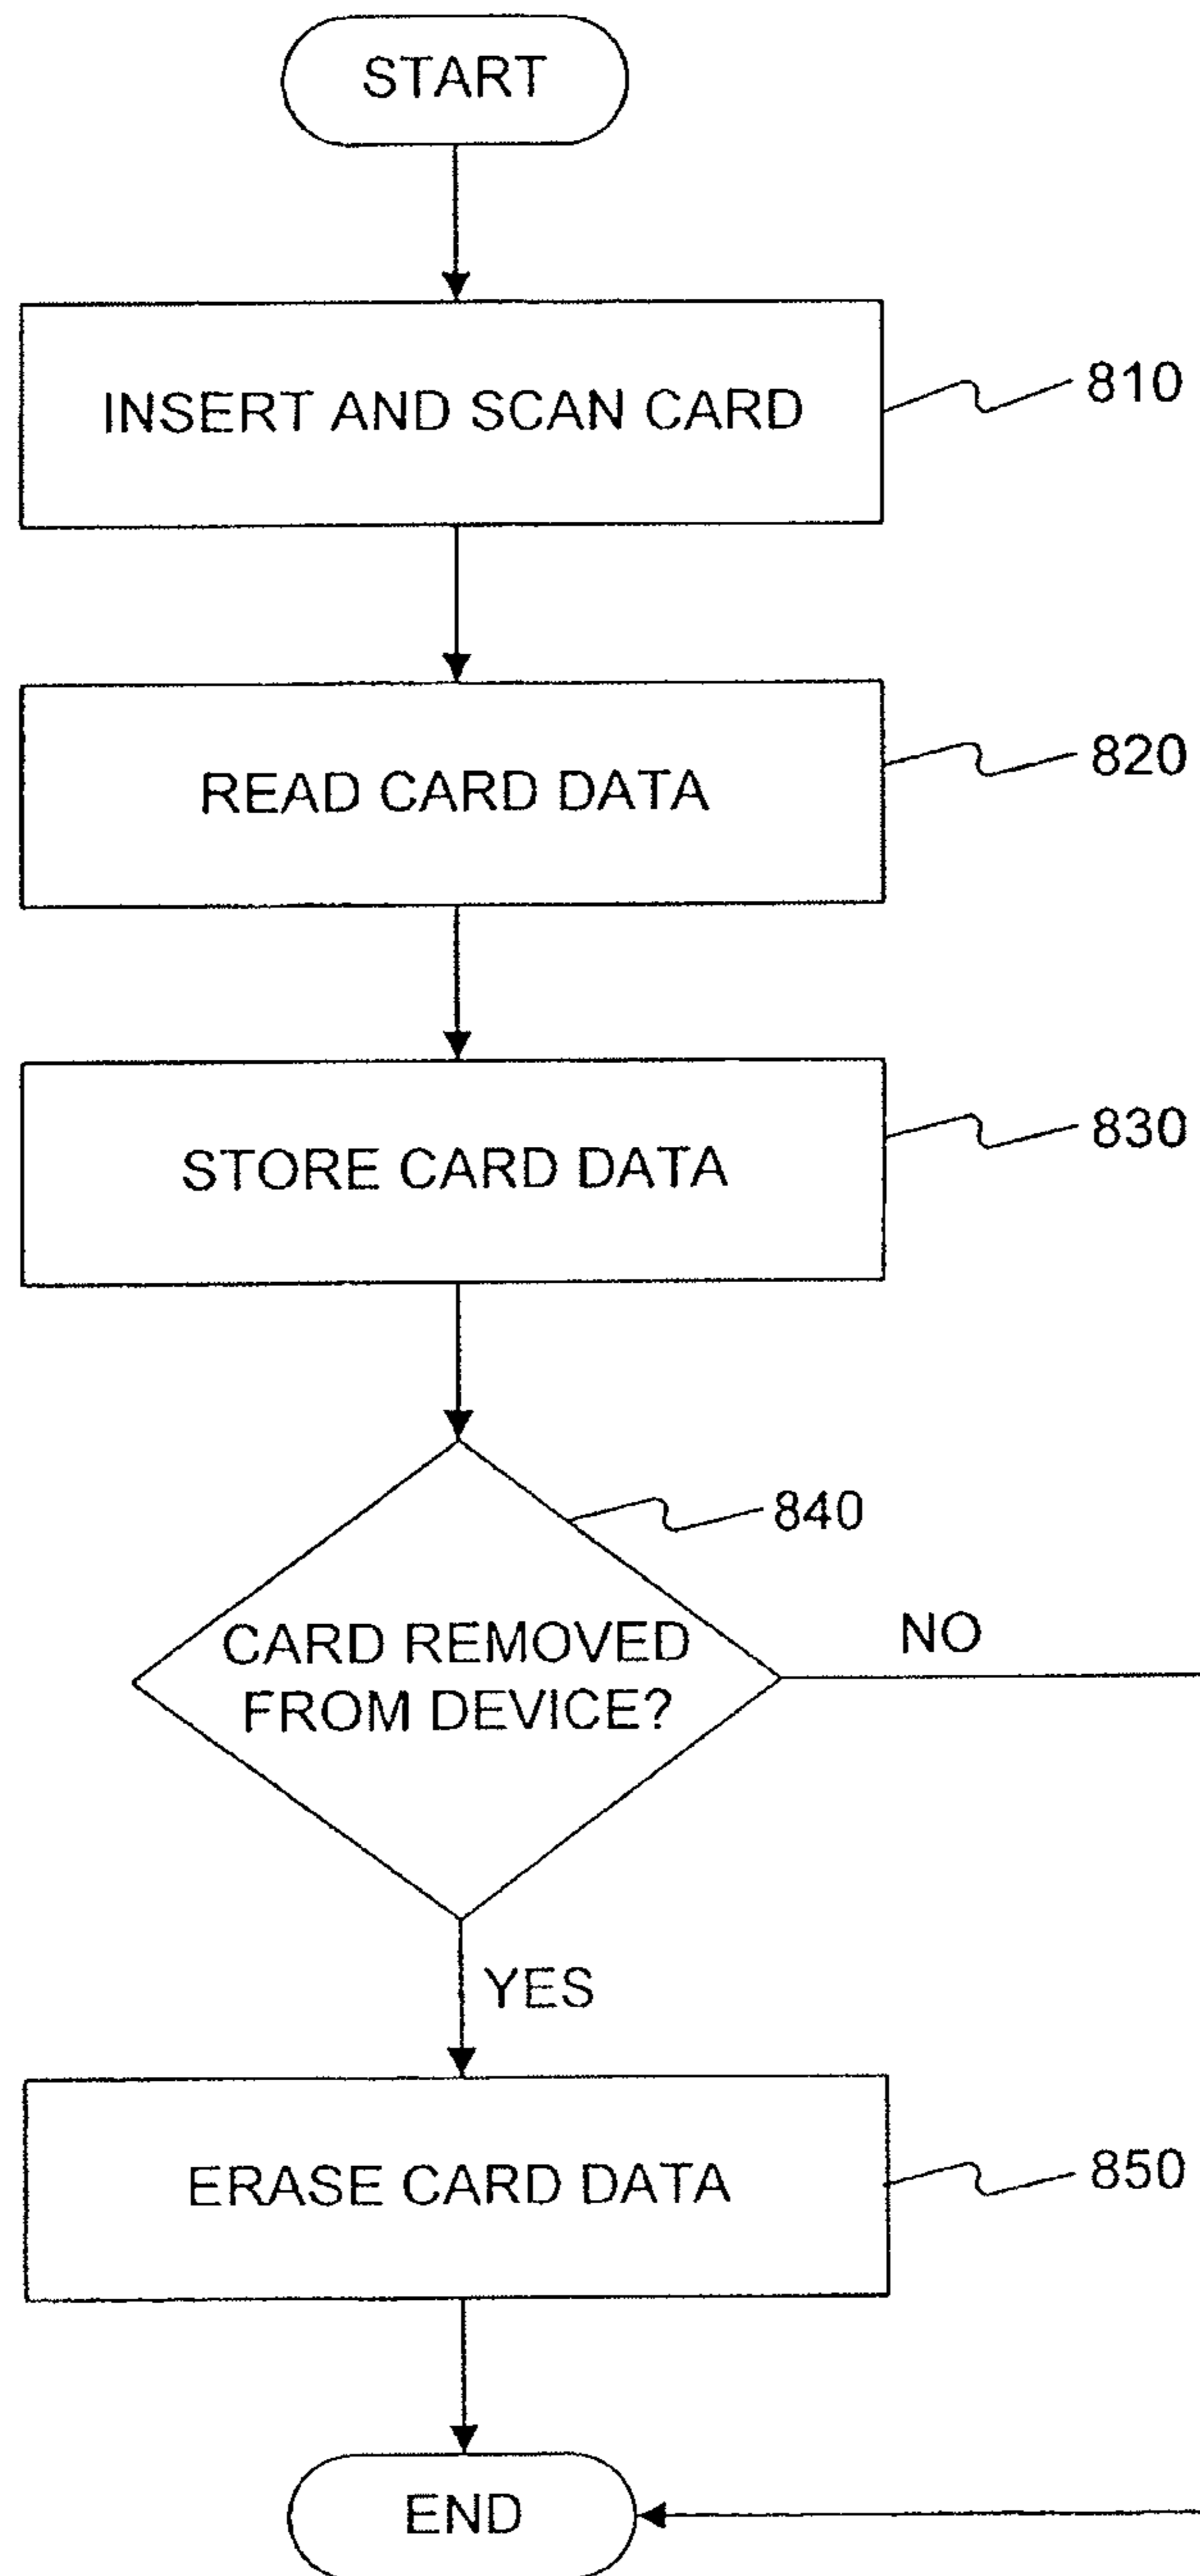 START
INSERT AND SCAN CARD
810
READ CARD DATA
820
STORE CARD DATA
830
840
CARD REMOVED
FROM DEVICE?
NO
YES
ERASE CARD DATA
850
END